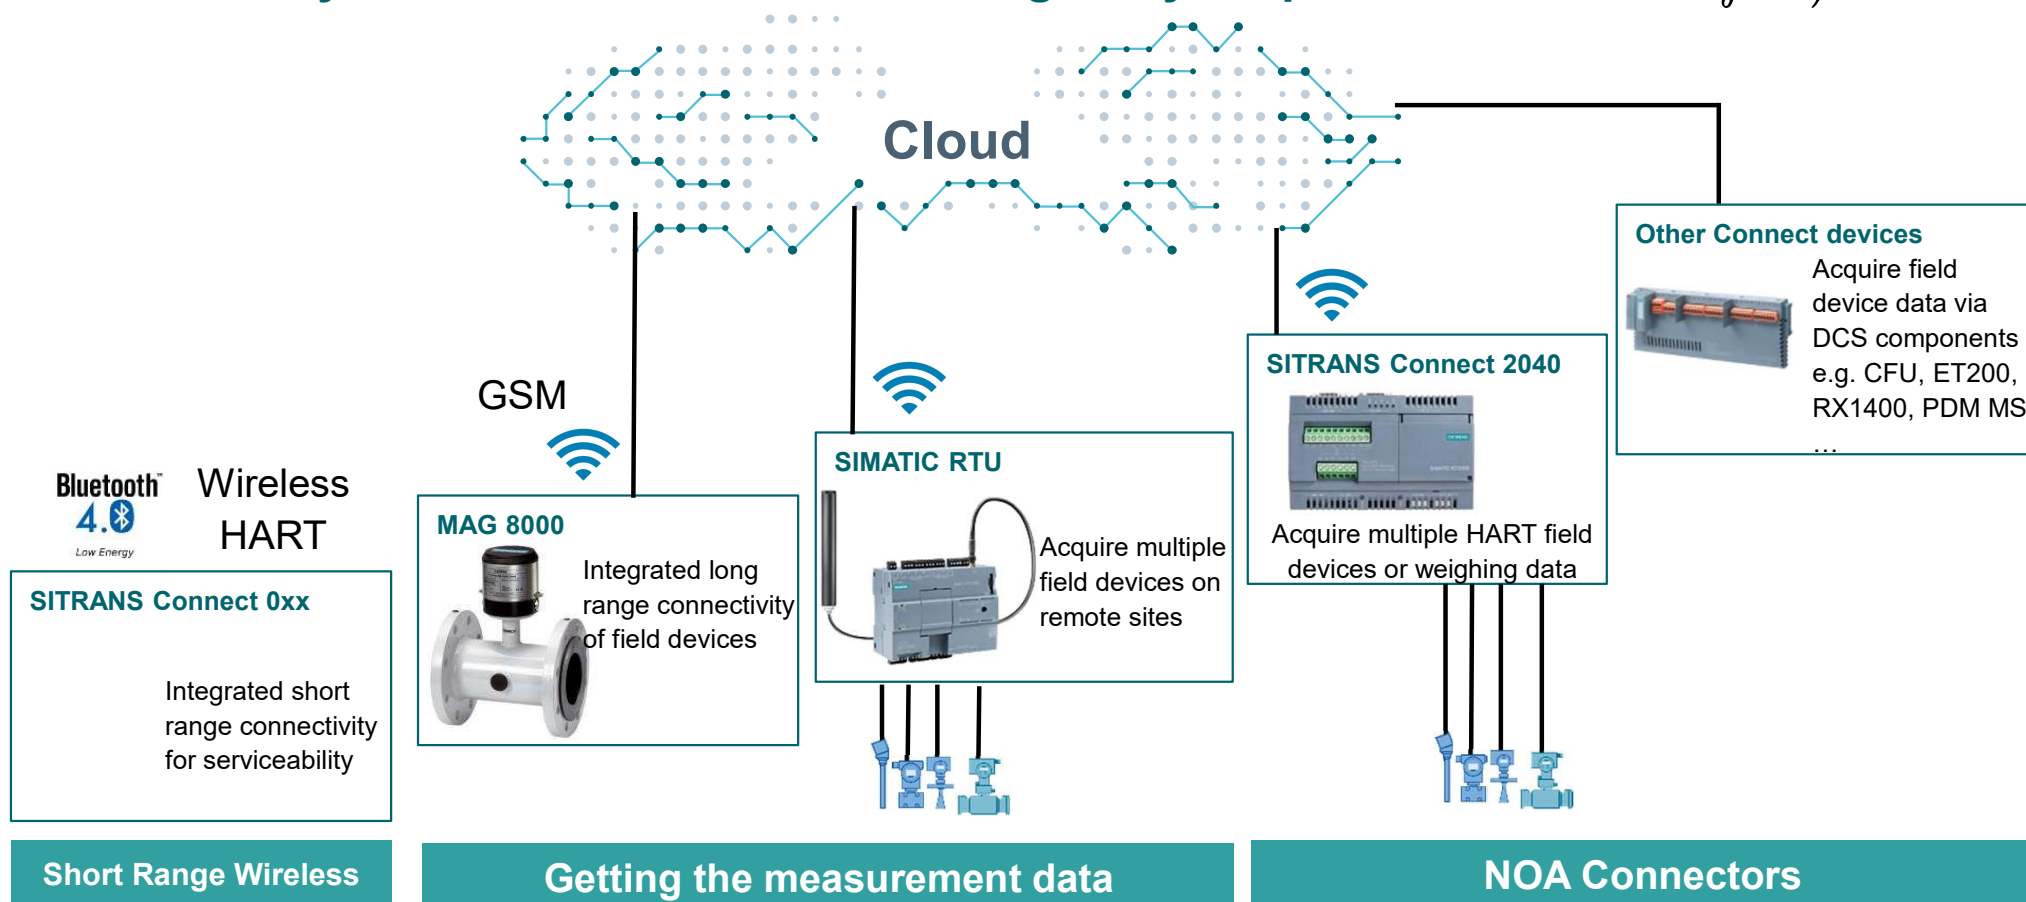 Cloud
Other Connect devices
Acquire field
device data via
DCS components
e.g. CFU, ET200,
RX1400, PDM MS
…
SITRANS Connect 2040
Acquire multiple HART field
devices or weighing data
GSM
SIMATIC RTU
Acquire multiple
field devices on
remote sites
Bluetooth™
4.0
Low Energy
Wireless
HART
MAG 8000
Integrated long
range connectivity
of field devices
SITRANS Connect 0xx
Integrated short
range connectivity
for serviceability
Short Range Wireless
Getting the measurement data
NOA Connectors